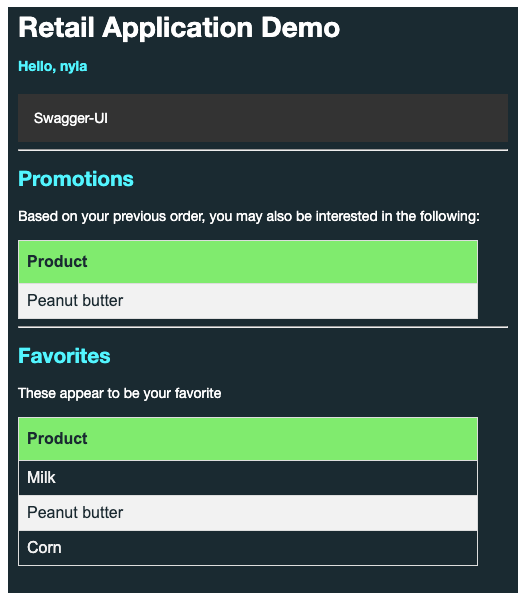 Retail Application Demo
Hello, nyla
Swagger-UI
Promotions
Based on your previous order, you may also be interested in the following:
Product
Peanut butter
Favorites
These appear to be your favorite
Product
Milk
Peanut butter
Corn